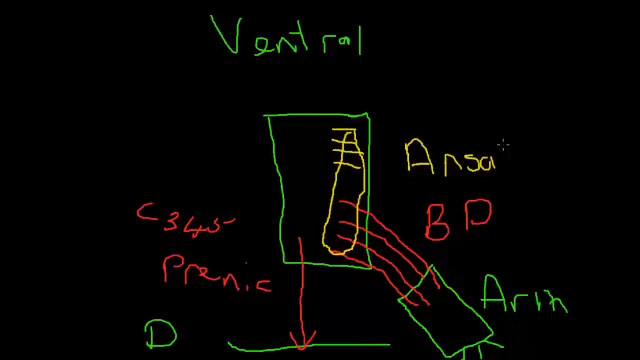 Ventral
Ansa
C345
BP
Prenic
Arm
D